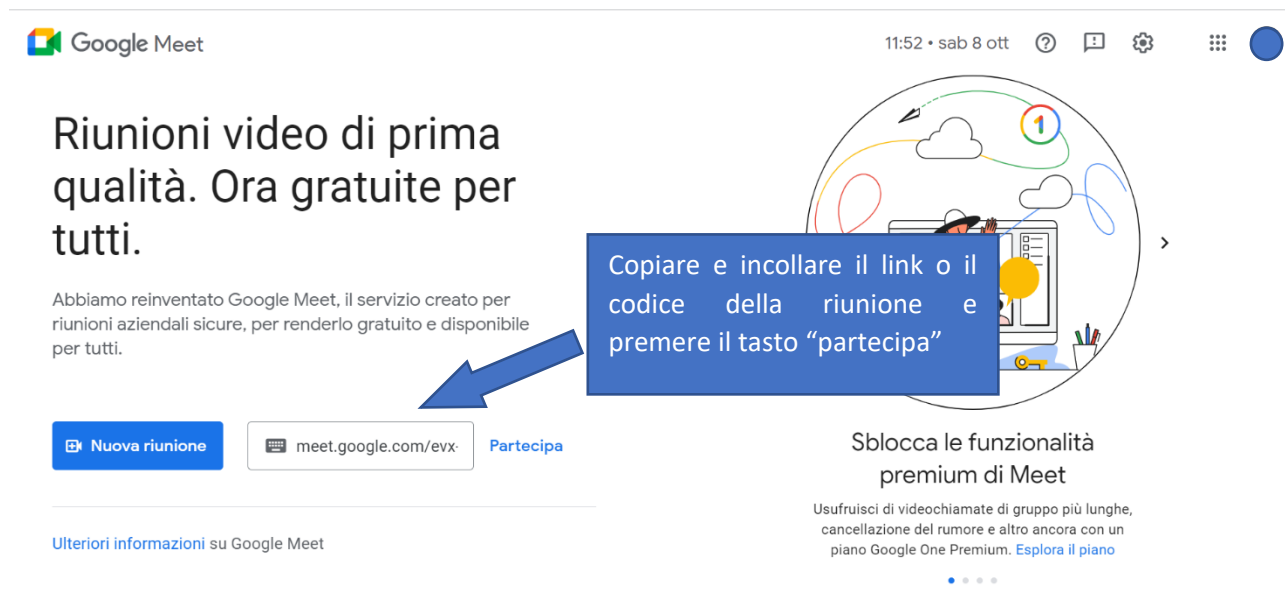 Google Meet
11:52 • sab 8 ott
Riunioni video di prima
qualità. Ora gratuite per
tutti.
Abbiamo reinventato Google Meet, il servizio creato per
riunioni aziendali sicure, per renderlo gratuito e disponibile
per tutti.
Nuova riunione
meet.google.com/evx-
Partecipa
Ulteriori informazioni su Google Meet
1
Copiare e incollare il link o il
codice della riunione e
premere il tasto “partecipa”
Sblocca le funzionalità
premium di Meet
Usufruisci di videochiamate di gruppo più lunghe,
cancellazione del rumore e altro ancora con un
piano Google One Premium. Esplora il piano